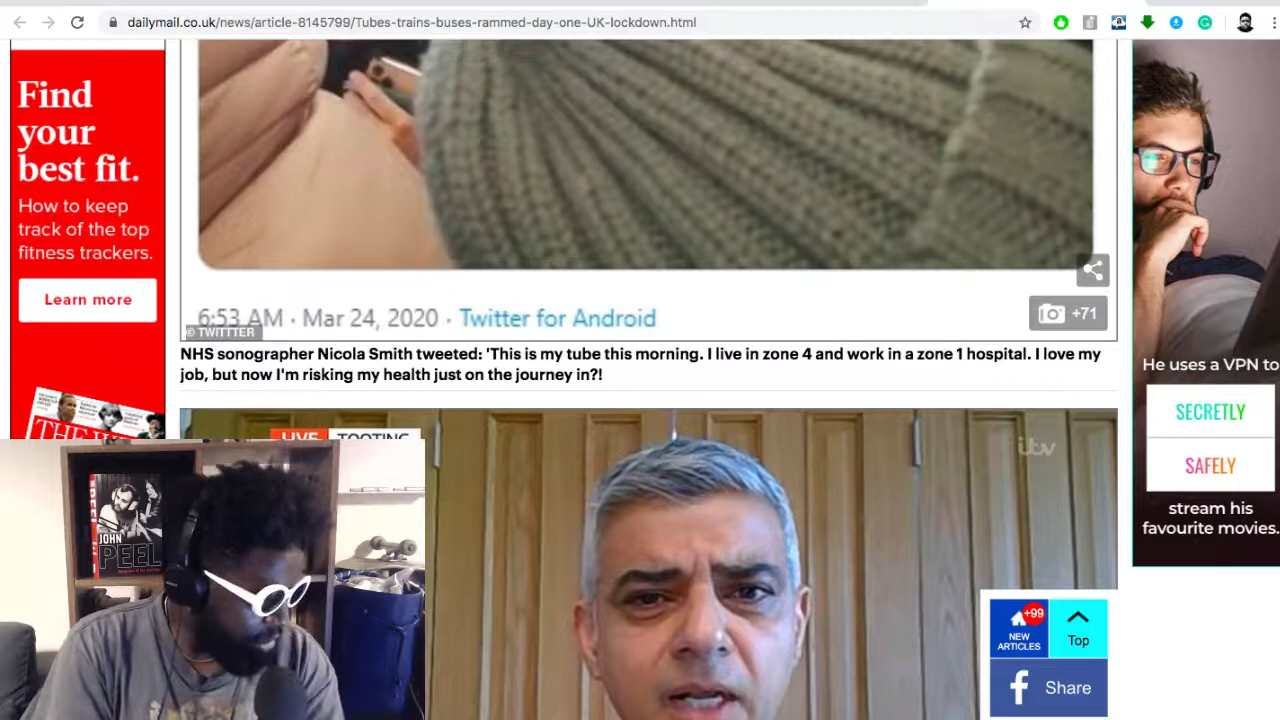 dailymail.co.uk/news/article-8145799/Tubes-trains-buses-rammed-day-one-UK-lockdown.html
Find
your
best fit.
How to keep
track of the top
fitness trackers.
Learn more
6:53 AM · Mar 24, 2020 · Twitter for Android
© TWITTTER
+71
NHS sonographer Nicola Smith tweeted: 'This is my tube this morning. I live in zone 4 and work in a zone 1 hospital. I love my
job, but now I'm risking my health just on the journey in?!
He uses a VPN to
SECRETLY
SAFELY
stream his
favourite movies.
LIVE TOOTING
itv
JOHN
PEEL
+99
NEW
ARTICLES
Top
Share